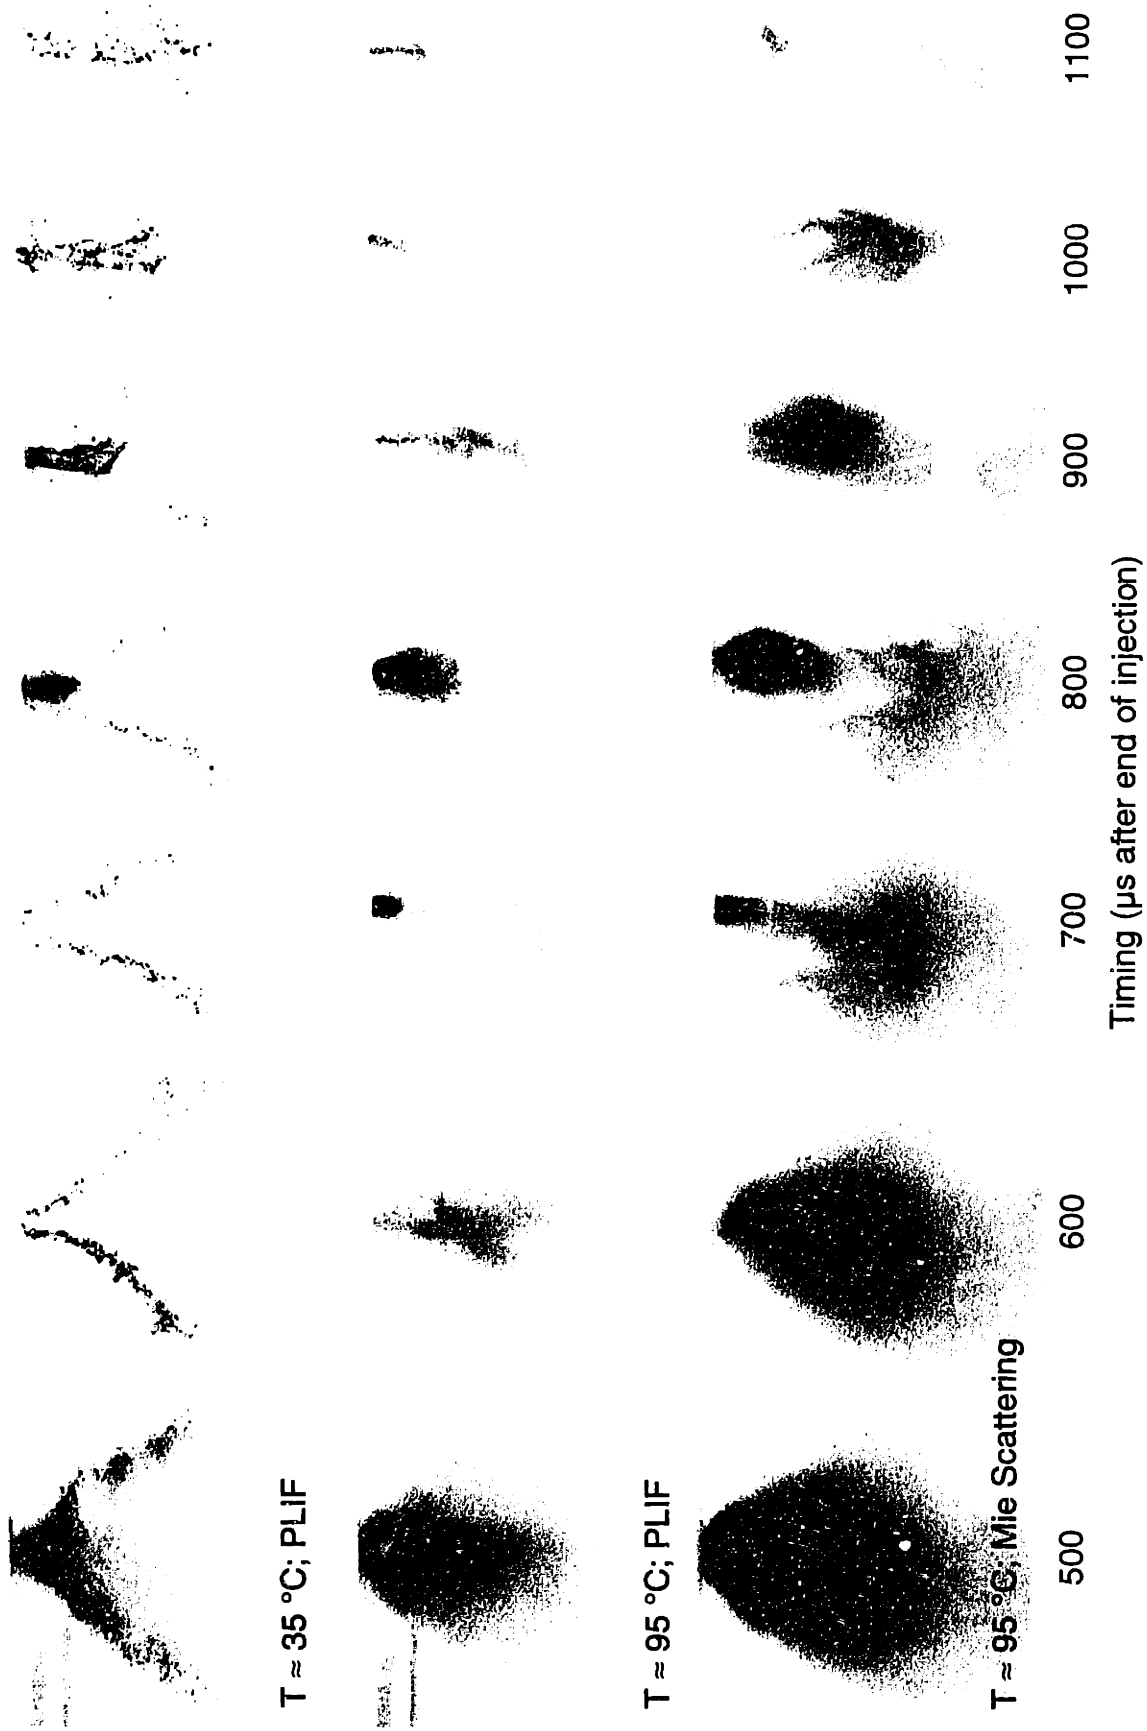 T ≈ 35 °C; PLIF
T ≈ 95 °C; PLIF
T ≈ 95 °C; Mie Scattering
500 600 700 800 900 1000 1100
Timing (µs after end of injection)